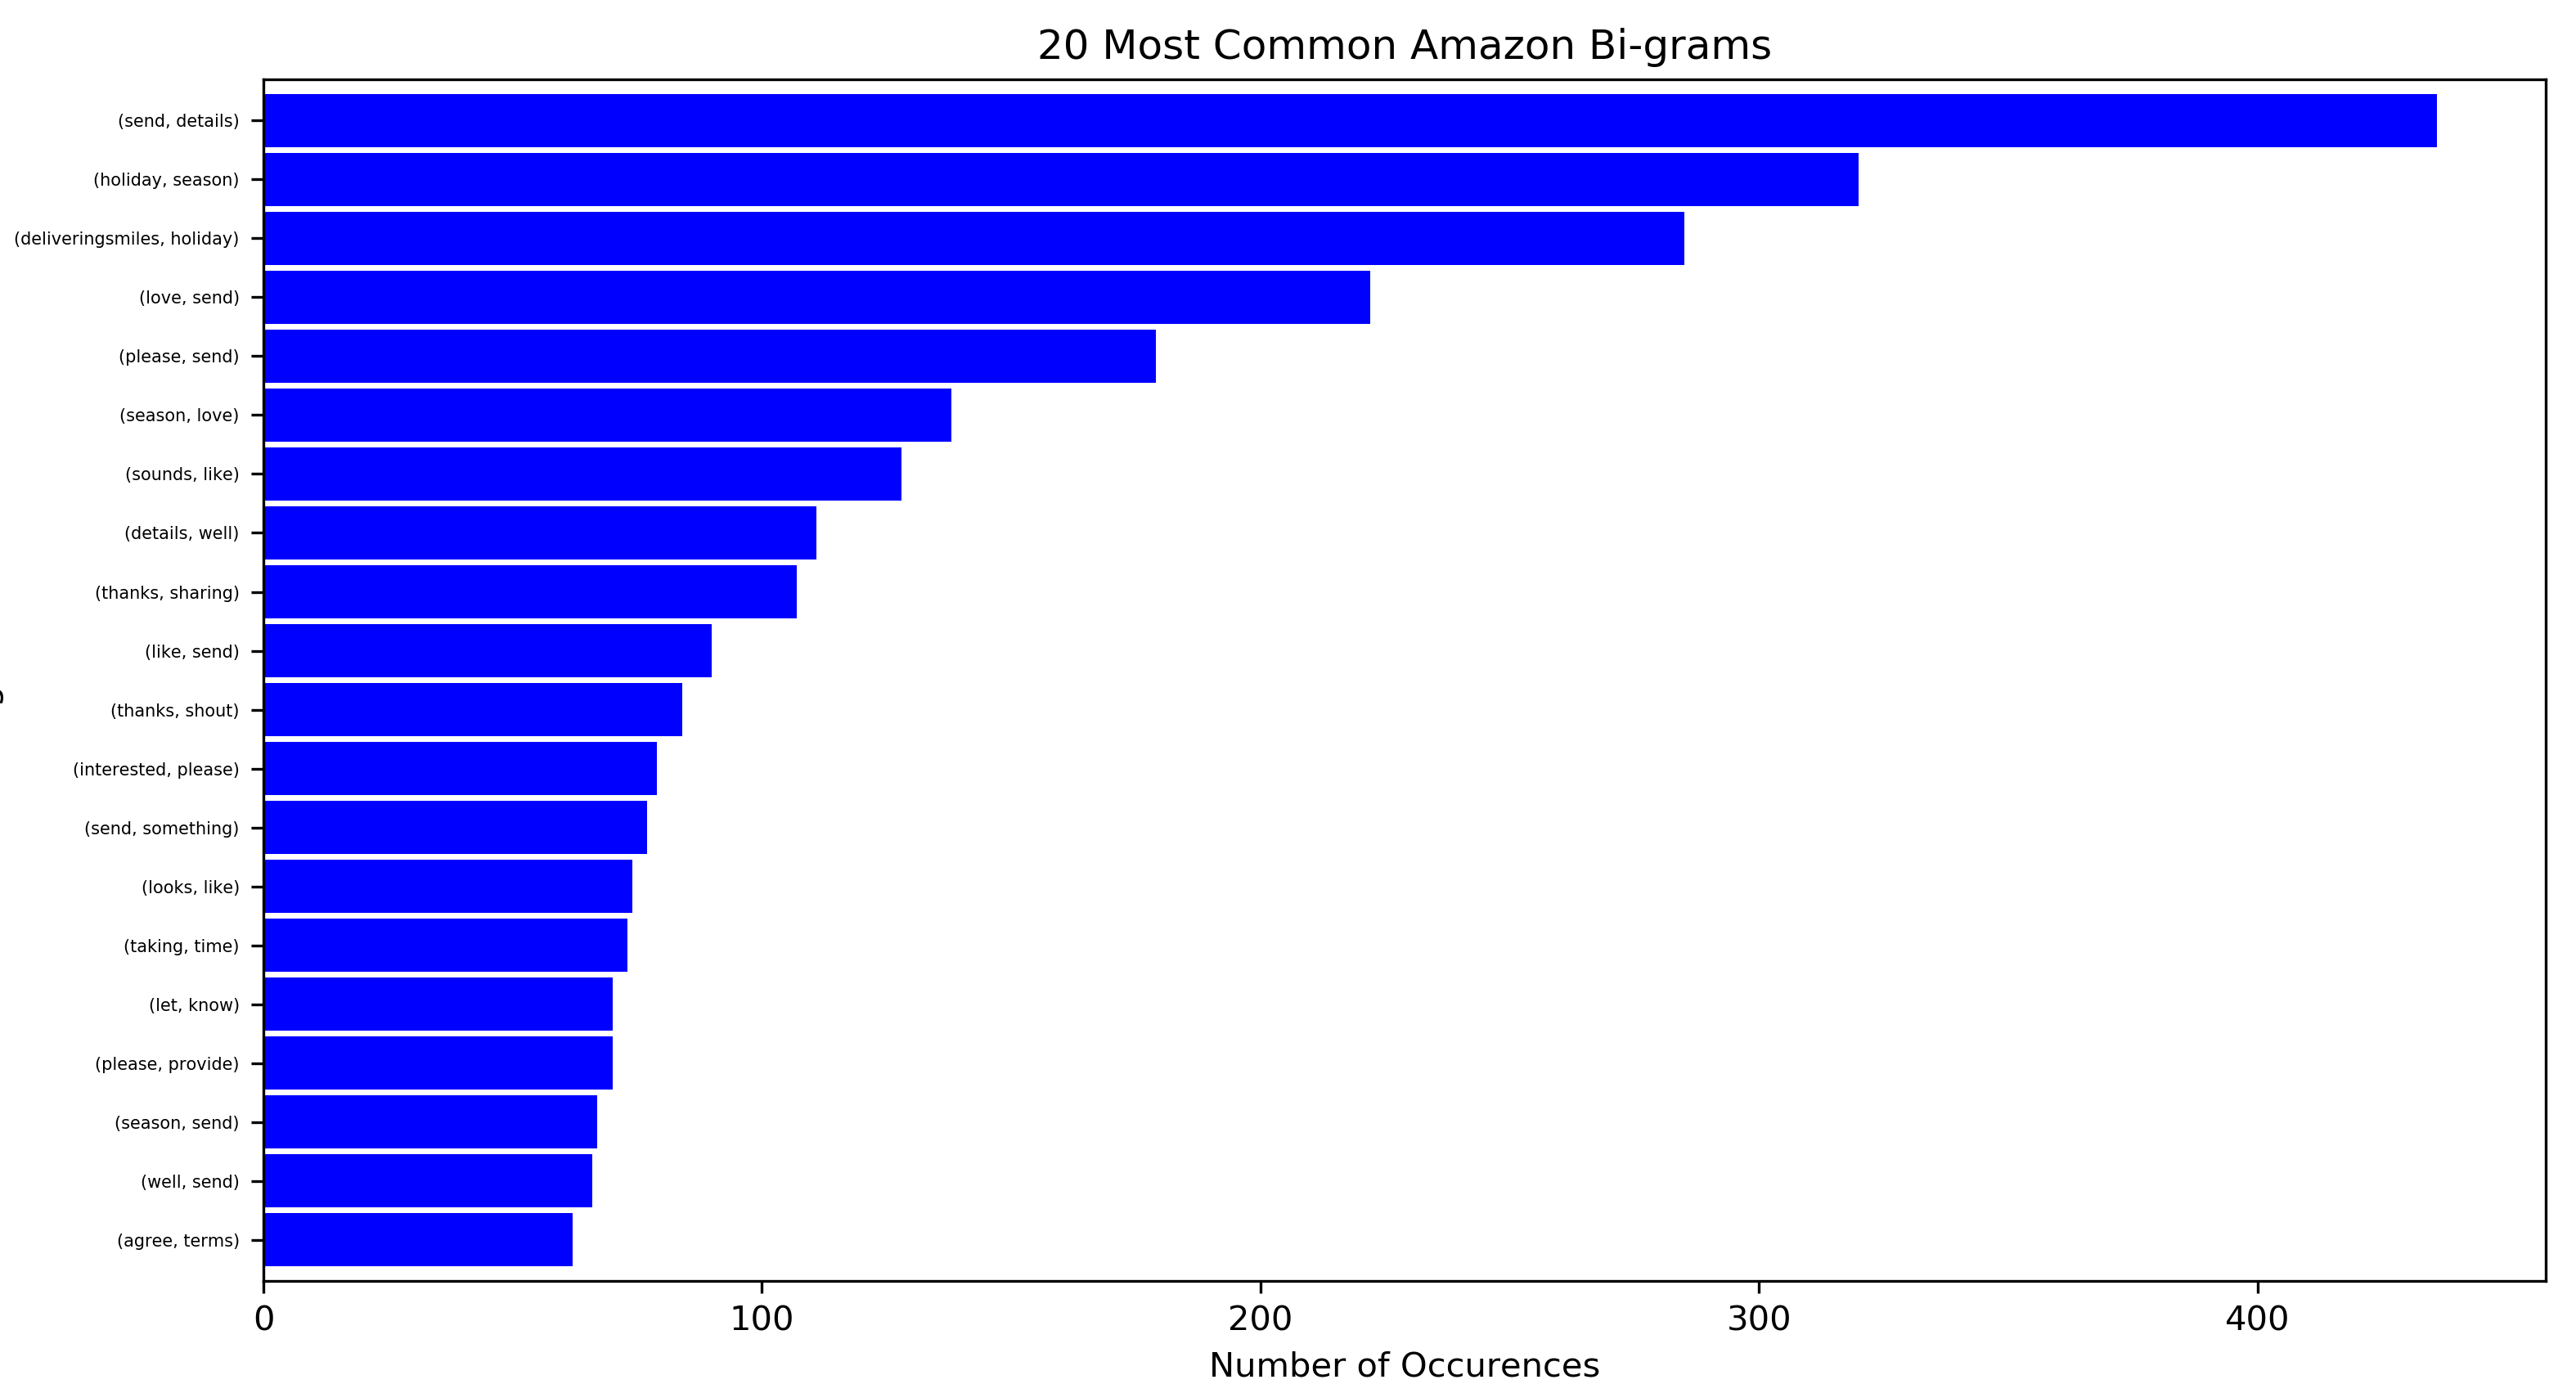 20 Most Common Amazon Bi-grams
(send, details)
(holiday, season)
(deliveringsmiles, holiday)
(love, send)
(please, send)
(season, love)
(sounds, like)
(details, well)
(thanks, sharing)
(like, send)
(thanks, shout)
(interested, please)
(send, something)
(looks, like)
(taking, time)
(let, know)
(please, provide)
(season, send)
(well, send)
(agree, terms)
0 100 200 300 400
Number of Occurences